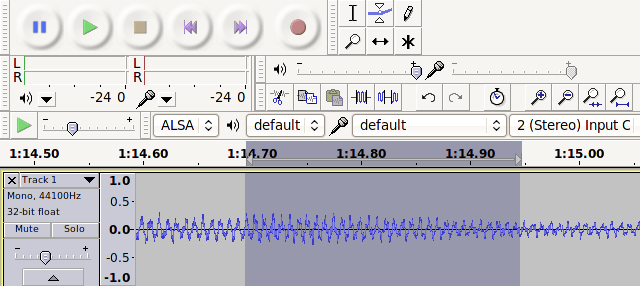 L
R
L
R
-24 0
-24 0
ALSA
default
default
2 (Stereo) Input C
1:14.50 1:14.60 1:14.70 1:14.80 1:14.90 1:15.00
Track 1
Mono, 44100Hz
32-bit float
Mute Solo
- +
1.0
0.5
0.0
-0.5
-1.0